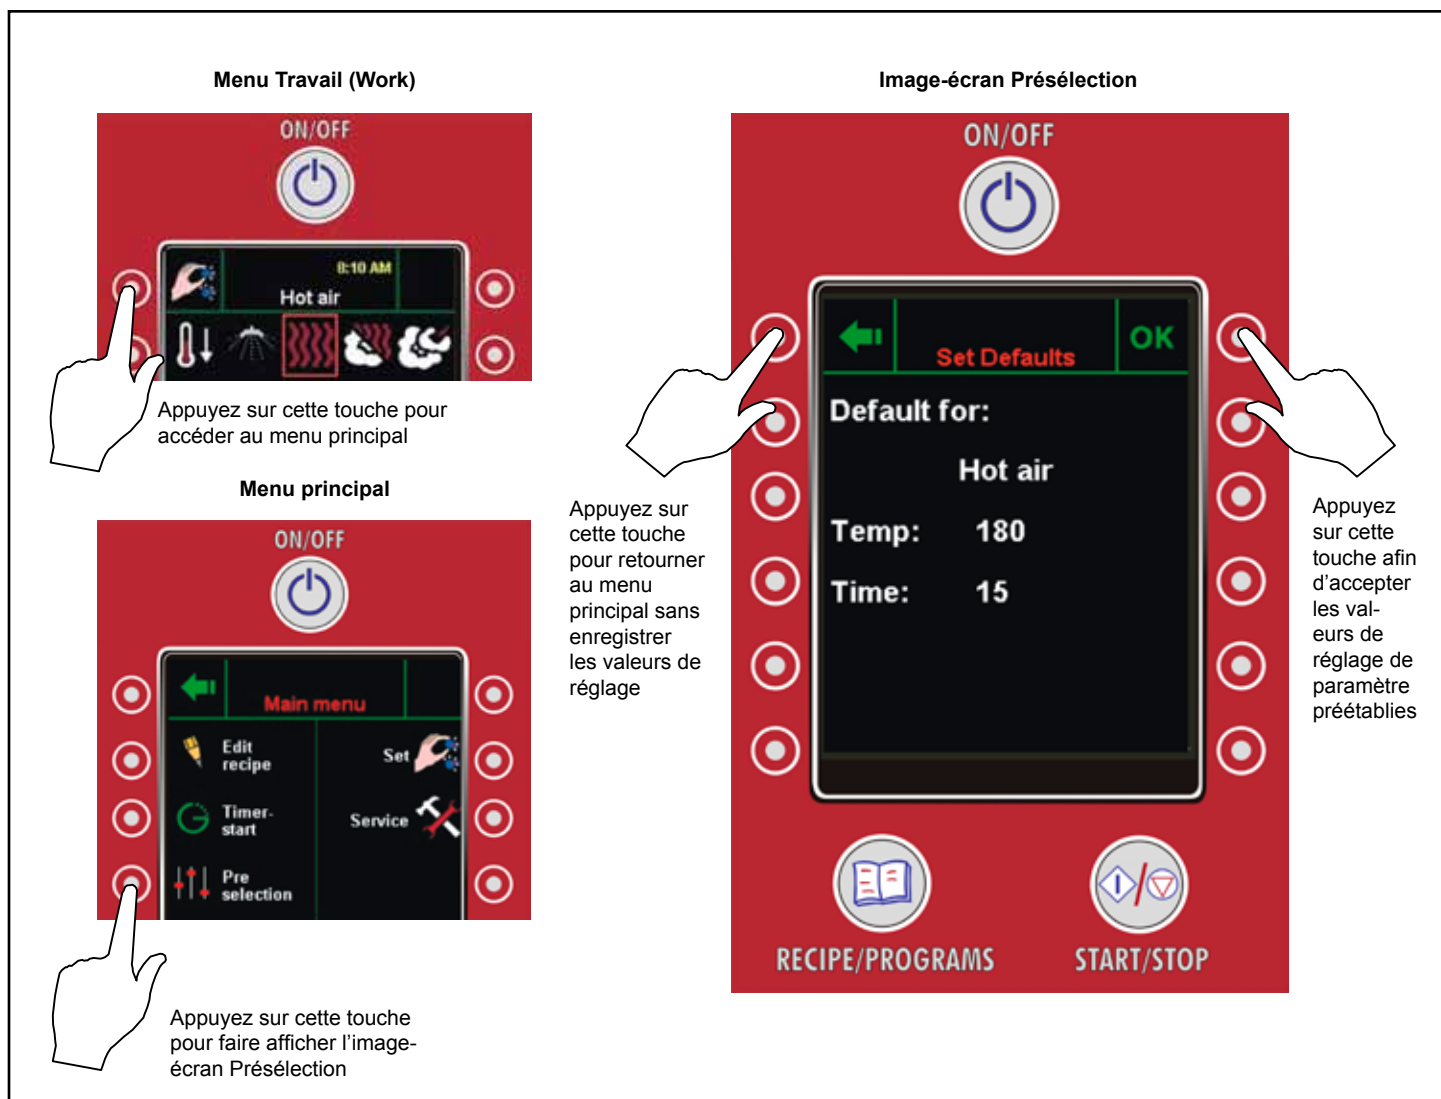 Menu Travail (Work)
ON/OFF
8:10 AM
Hot air
Appuyez sur cette touche pour
accéder au menu principal
Menu principal
ON/OFF
Main menu
Edit
recipe
Set
Timer-
start
Service
Pre
selection
Appuyez sur cette touche
pour faire afficher l’image-
écran Présélection
Image-écran Présélection
ON/OFF
Set Defaults
OK
Default for:
Hot air
Temp: 180
Time: 15
Appuyez sur
cette touche
pour retourner
au menu
principal sans
enregistrer
les valeurs de
réglage
Appuyez
sur cette
touche afin
d’accepter
les val-
eurs de
réglage de
paramètre
préétablies
RECIPE/PROGRAMS
START/STOP